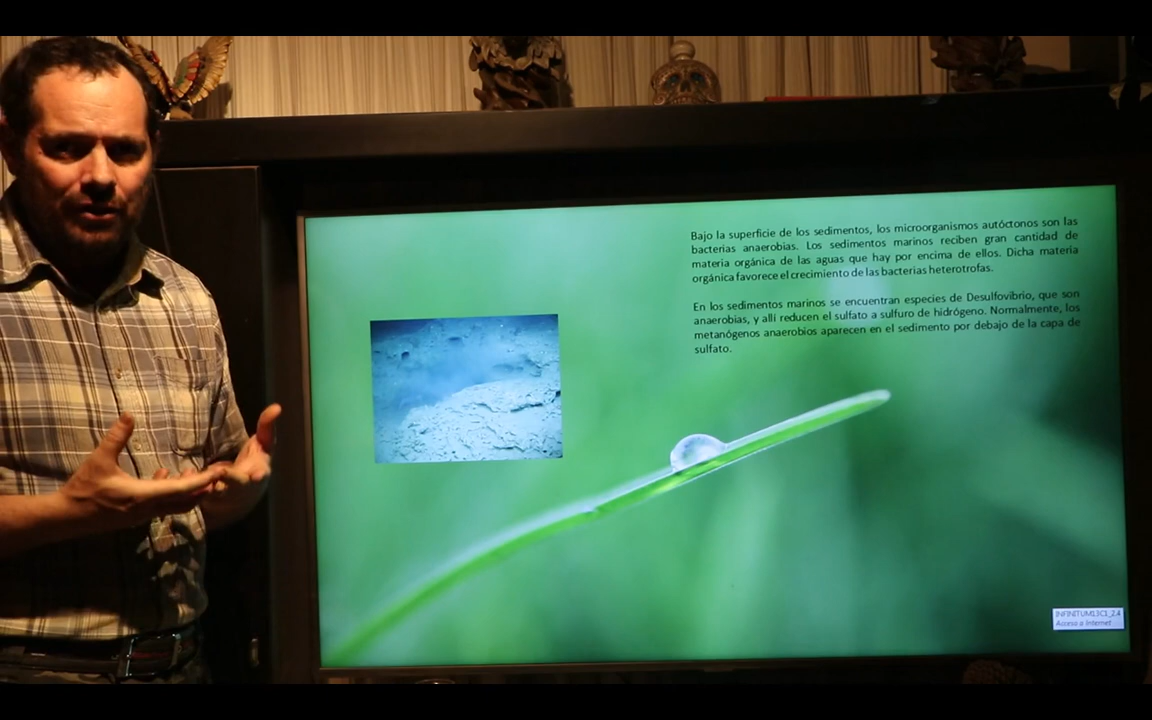 Bajo la superficie de los sedimentos, los microorganismos autóctonos son las
bacterias anaerobias. Los sedimentos marinos reciben gran cantidad de
materia orgánica de las aguas que hay por encima de ellos. Dicha materia
orgánica favorece el crecimiento de las bacterias heterotrofas.
En los sedimentos marinos se encuentran especies de Desulfovibrio, que son
anaerobias, y allí reducen el sulfato a sulfuro de hidrógeno. Normalmente, los
metanógenos anaerobios aparecen en el sedimento por debajo de la capa de
sulfato.
INFINITUM13C1_2.4
Acceso a Internet